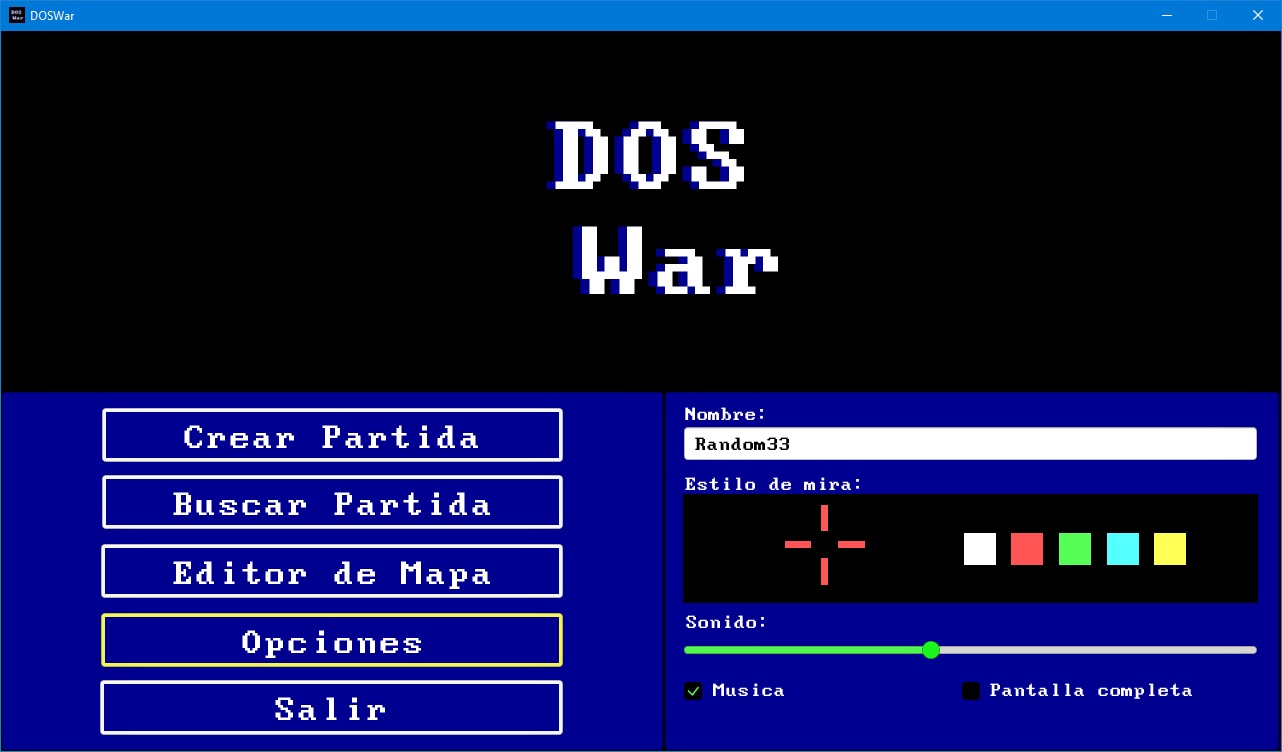 DOSWar
DOS
War
Crear Partida
Buscar Partida
Editor de Mapa
Opciones
Salir
Nombre:
Random33
Estilo de mira:
Sonido:
Musica
Pantalla completa